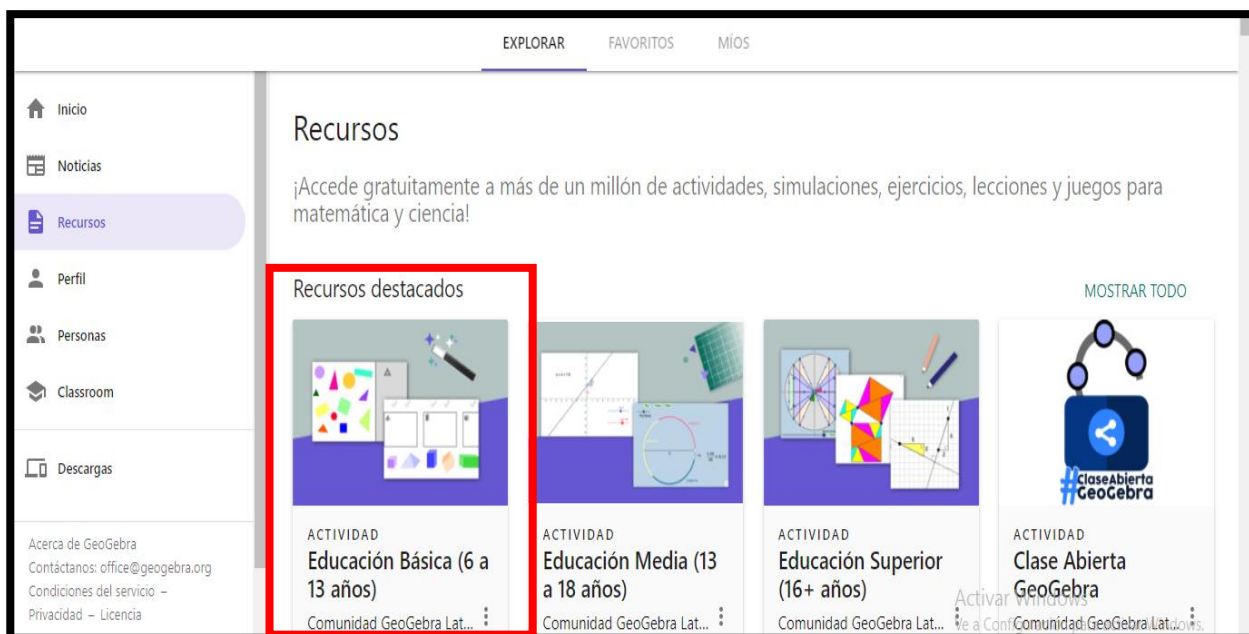 EXPLORAR FAVORITOS MÍOS
Inicio
Noticias
Recursos
Perfil
Personas
Classroom
Descargas
Acerca de GeoGebra
Contáctanos: office@geogebra.org
Condiciones del servicio –
Privacidad – Licencia
Recursos
¡Accede gratuitamente a más de un millón de actividades, simulaciones, ejercicios, lecciones y juegos para
matemática y ciencia!
Recursos destacados
MOSTRAR TODO
ACTIVIDAD
Educación Básica (6 a
13 años)
Comunidad GeoGebra Lat...
ACTIVIDAD
Educación Media (13
a 18 años)
Comunidad GeoGebra Lat...
ACTIVIDAD
Educación Superior
(16+ años)
Comunidad GeoGebra Lat...
#ClaseAbierta
GeoGebra
ACTIVIDAD
Clase Abierta
GeoGebra
Comunidad GeoGebra Lat...
Activar Windows